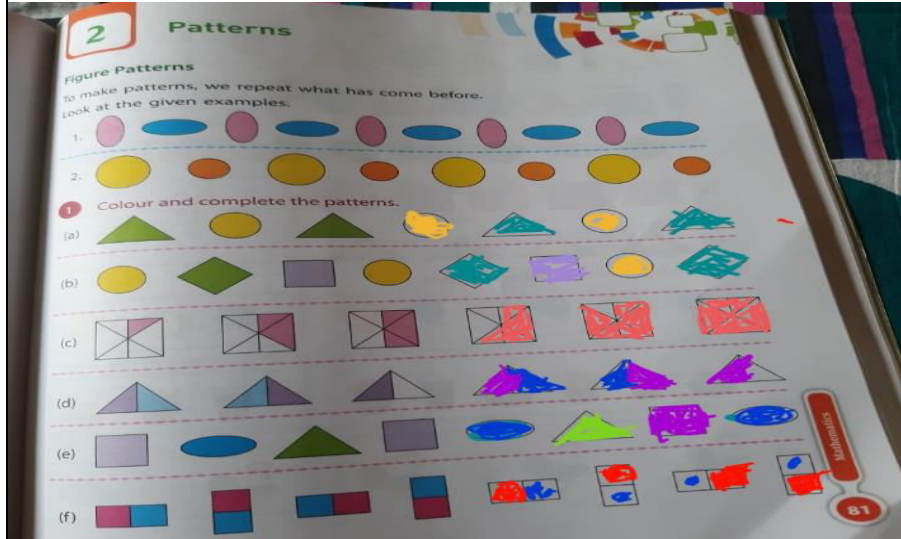 2
Patterns
Figure Patterns
To make patterns, we repeat what has come before.
Look at the given examples.
1.
2.
1 Colour and complete the patterns.
(a)
(b)
(c)
(d)
(e)
(f)
Mathematics
81